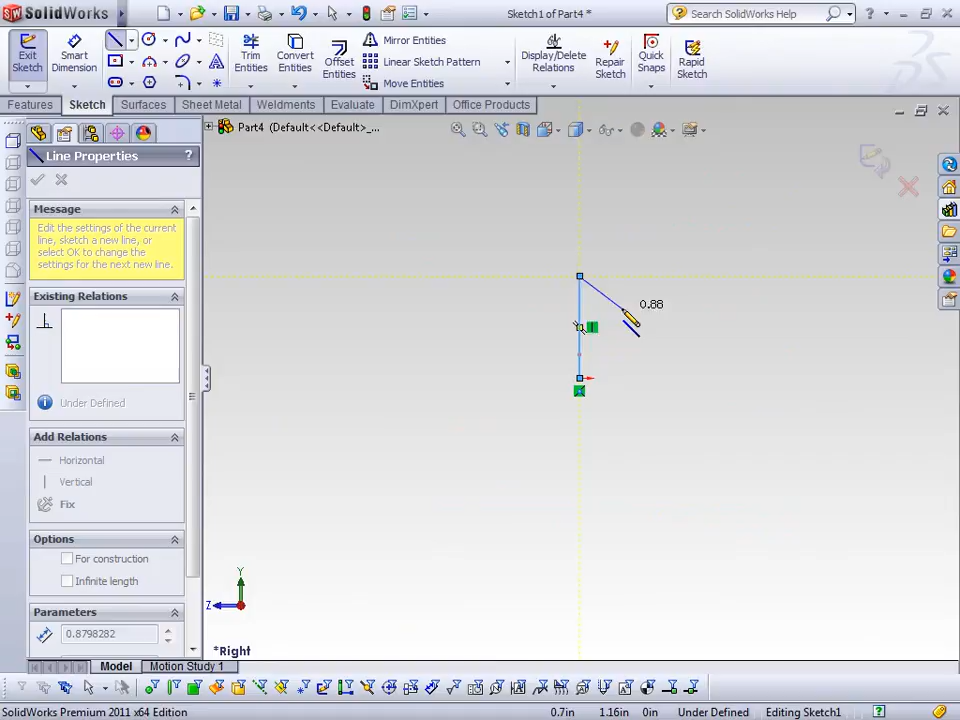 SolidWorks
Sketch1 of Part4 *
Search SolidWorks Help
Exit Sketch
Smart Dimension
Trim Entities
Convert Entities
Offset Entities
Mirror Entities
Linear Sketch Pattern
Move Entities
Display/Delete Relations
Repair Sketch
Quick Snaps
Rapid Sketch
Features
Sketch
Surfaces
Sheet Metal
Weldments
Evaluate
DimXpert
Office Products
Part4 (Default<<Default>_...
Line Properties
?
Message
Edit the settings of the current
line, sketch a new line, or
select OK to change the
settings for the next new line.
Existing Relations
Under Defined
Add Relations
Horizontal
Vertical
Fix
Options
For construction
Infinite length
Parameters
0.8798282
0.88
Y
Z
*Right
Model
Motion Study 1
SolidWorks Premium 2011 x64 Edition
0.7in
1.16in
0in
Under Defined
Editing Sketch1
?